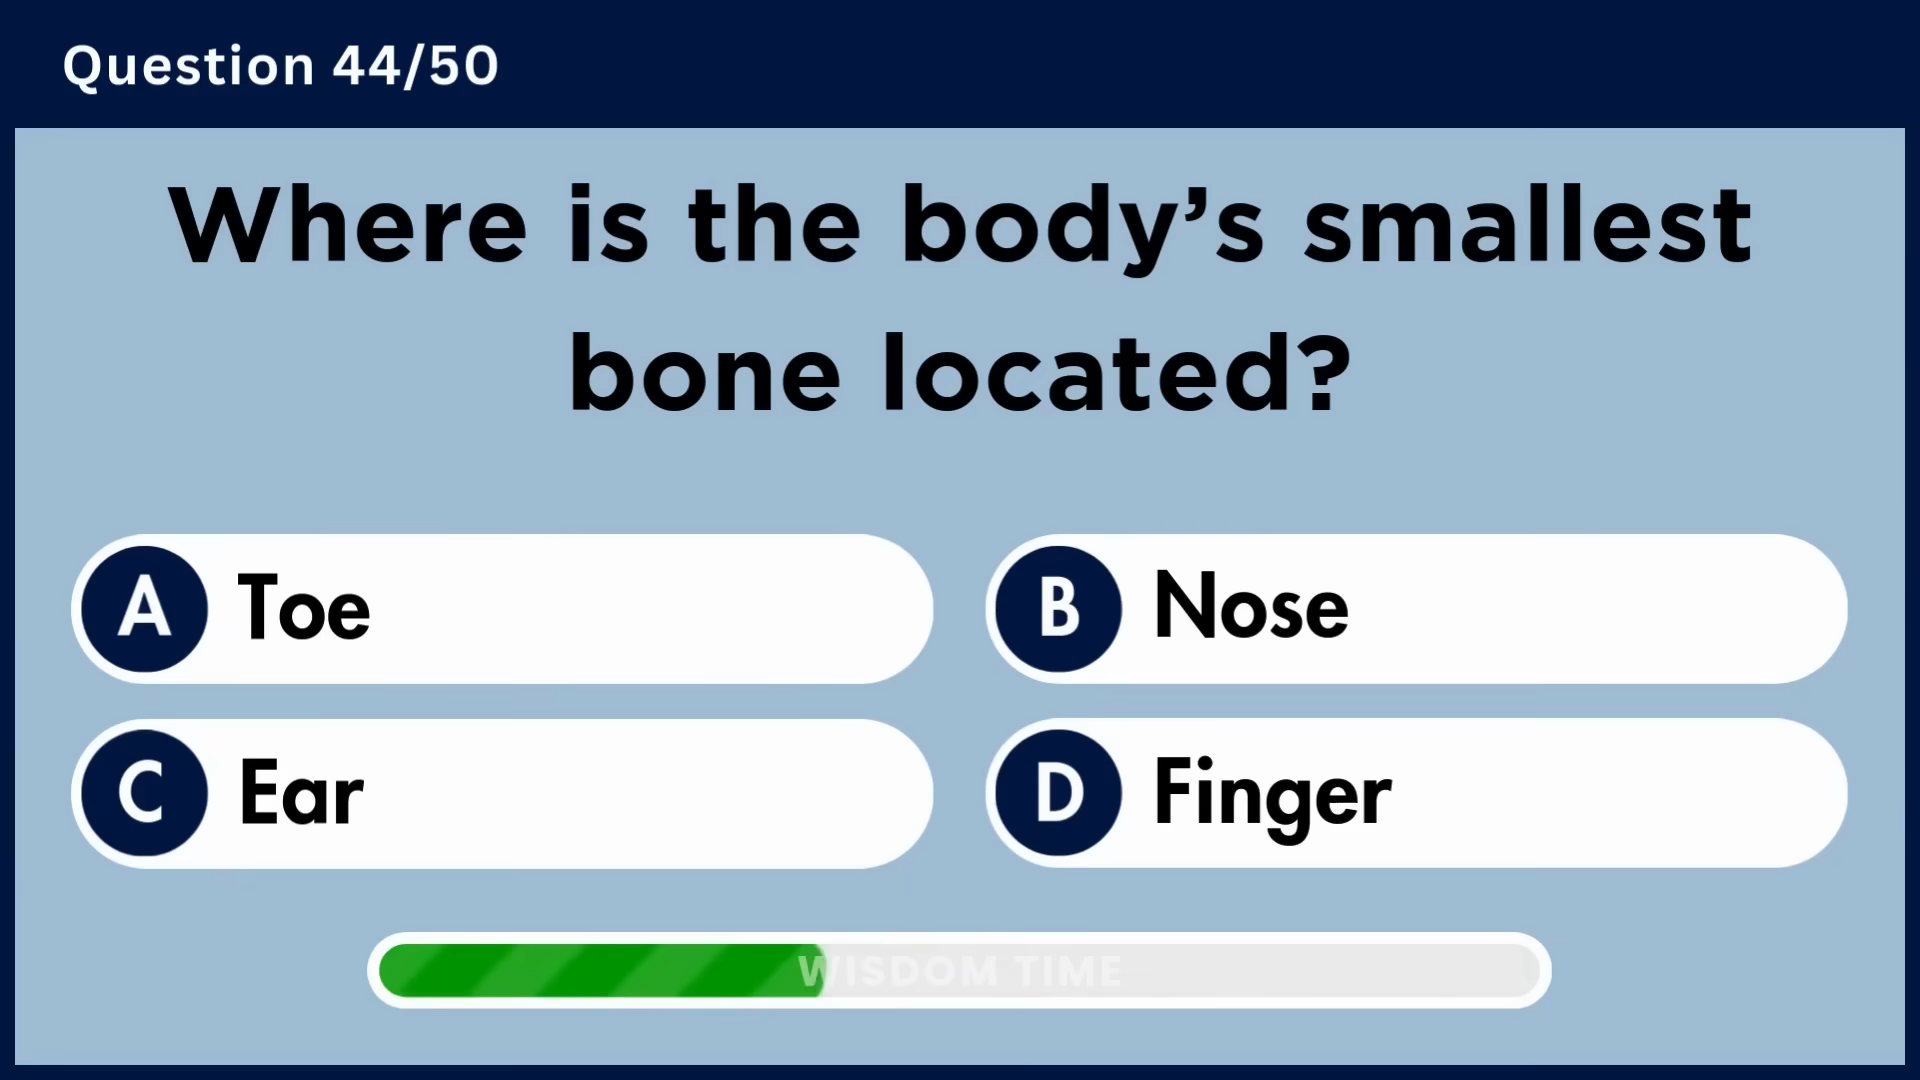 Question 44/50
Where is the body’s smallest
bone located?
A Toe
B Nose
C Ear
D Finger
WISDOM TIME